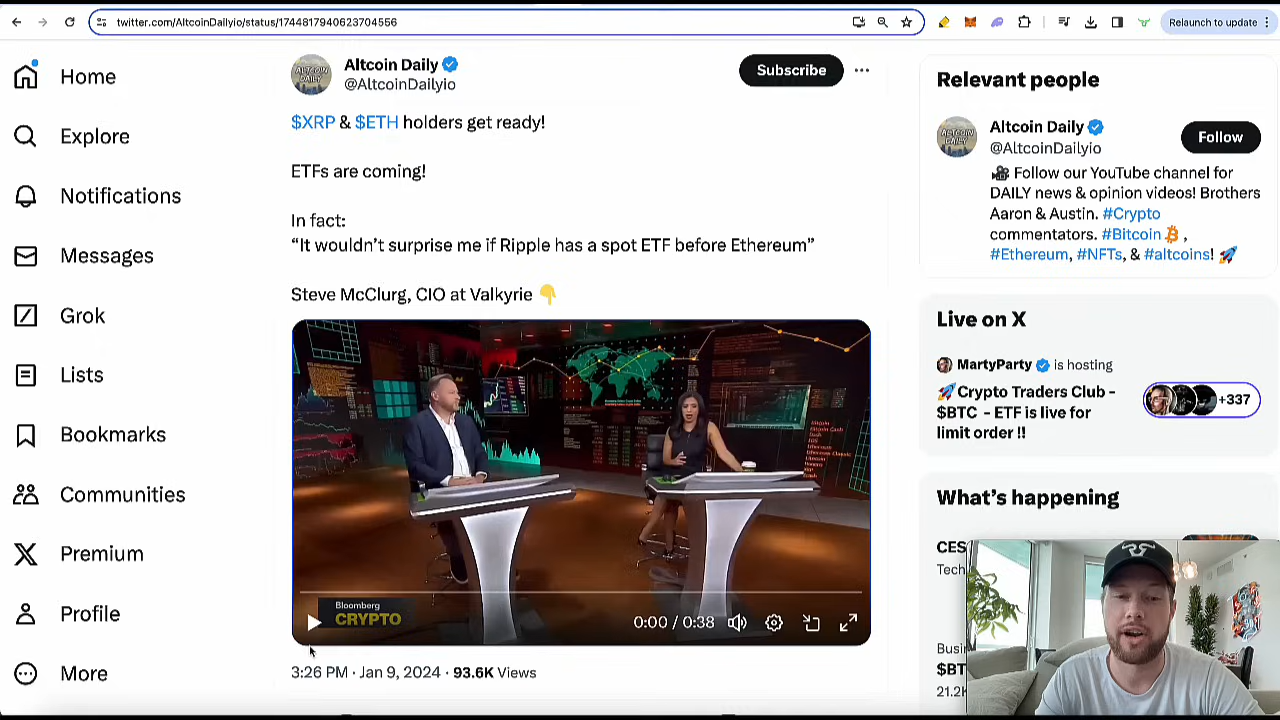 twitter.com/AltcoinDailyio/status/1744817940623704556
Relaunch to update
Home
Explore
Notifications
Messages
Grok
Lists
Bookmarks
Communities
Premium
Profile
More
Altcoin Daily
@AltcoinDailyio
Subscribe
$XRP & $ETH holders get ready!
ETFs are coming!
In fact:
“It wouldn’t surprise me if Ripple has a spot ETF before Ethereum”
Steve McClurg, CIO at Valkyrie 👇
Bloomberg
CRYPTO
0:00 / 0:38
3:26 PM · Jan 9, 2024 · 93.6K Views
Relevant people
ALTCOIN
DAILY
Altcoin Daily
@AltcoinDailyio
Follow
🎥 Follow our YouTube channel for
DAILY news & opinion videos! Brothers
Aaron & Austin. #Crypto
commentators. #Bitcoin ,
#Ethereum, #NFTs, & #altcoins! 🚀
Live on X
MartyParty is hosting
🚀Crypto Traders Club -
$BTC - ETF is live for
limit order !!
+337
What’s happening
CES
Tech
Busi
$BT
21.2K